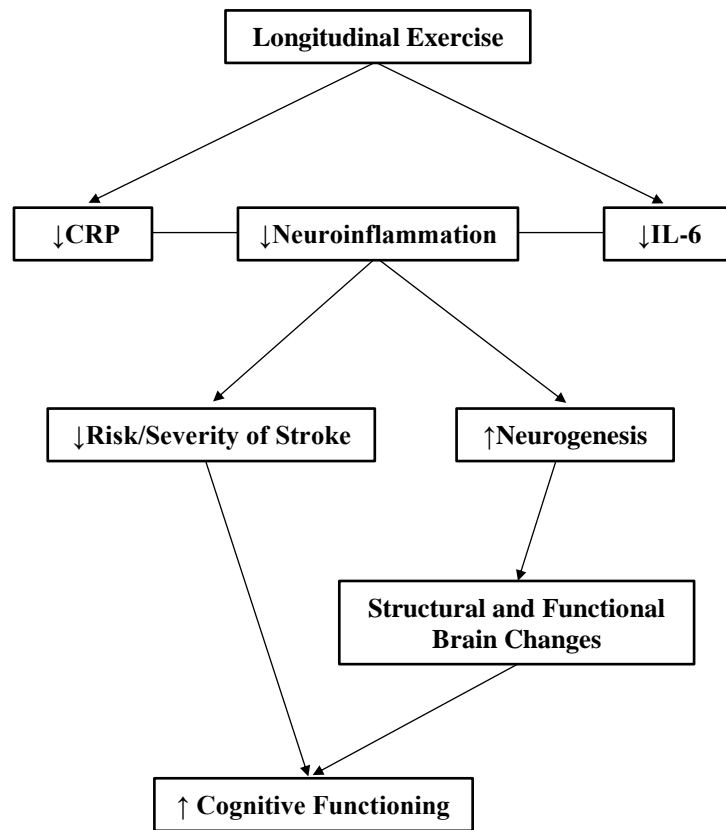 Longitudinal Exercise
↓CRP
↓Neuroinflammation
↓IL-6
↓Risk/Severity of Stroke
↑Neurogenesis
Structural and Functional
Brain Changes
↑ Cognitive Functioning